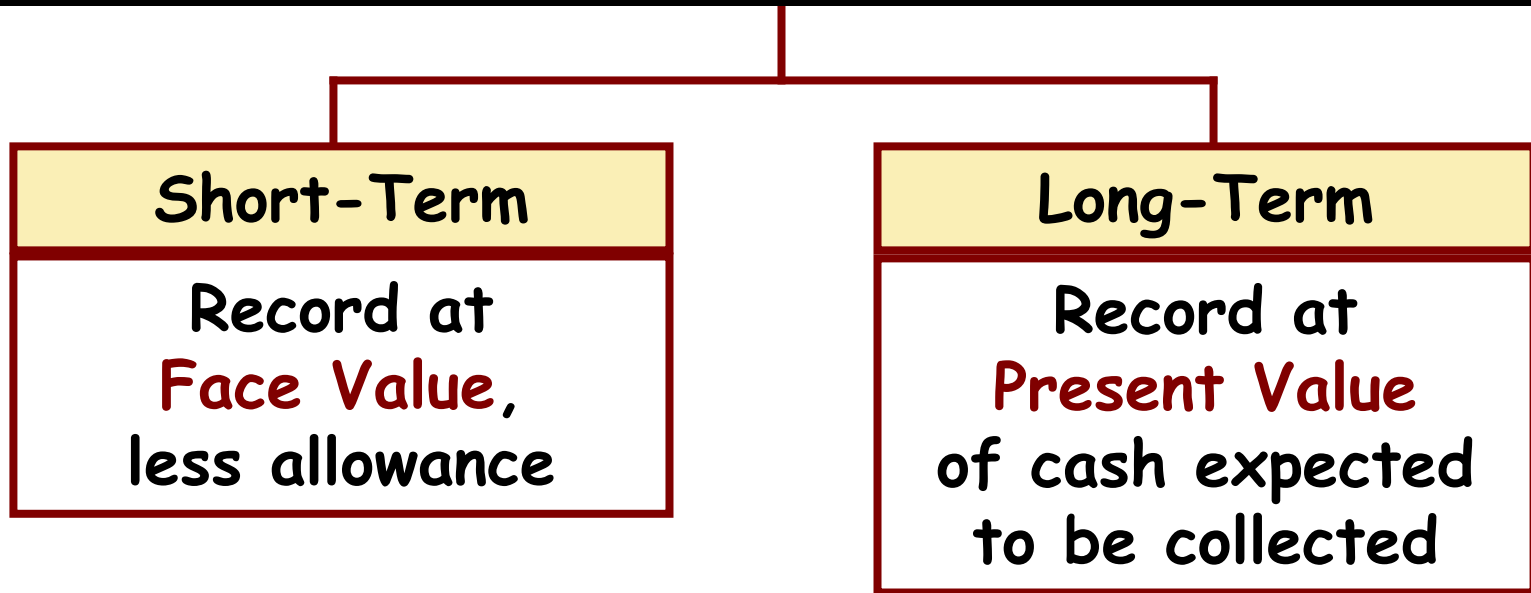 Short-Term
Record at
Face Value,
less allowance
Long-Term
Record at
Present Value
of cash expected
to be collected